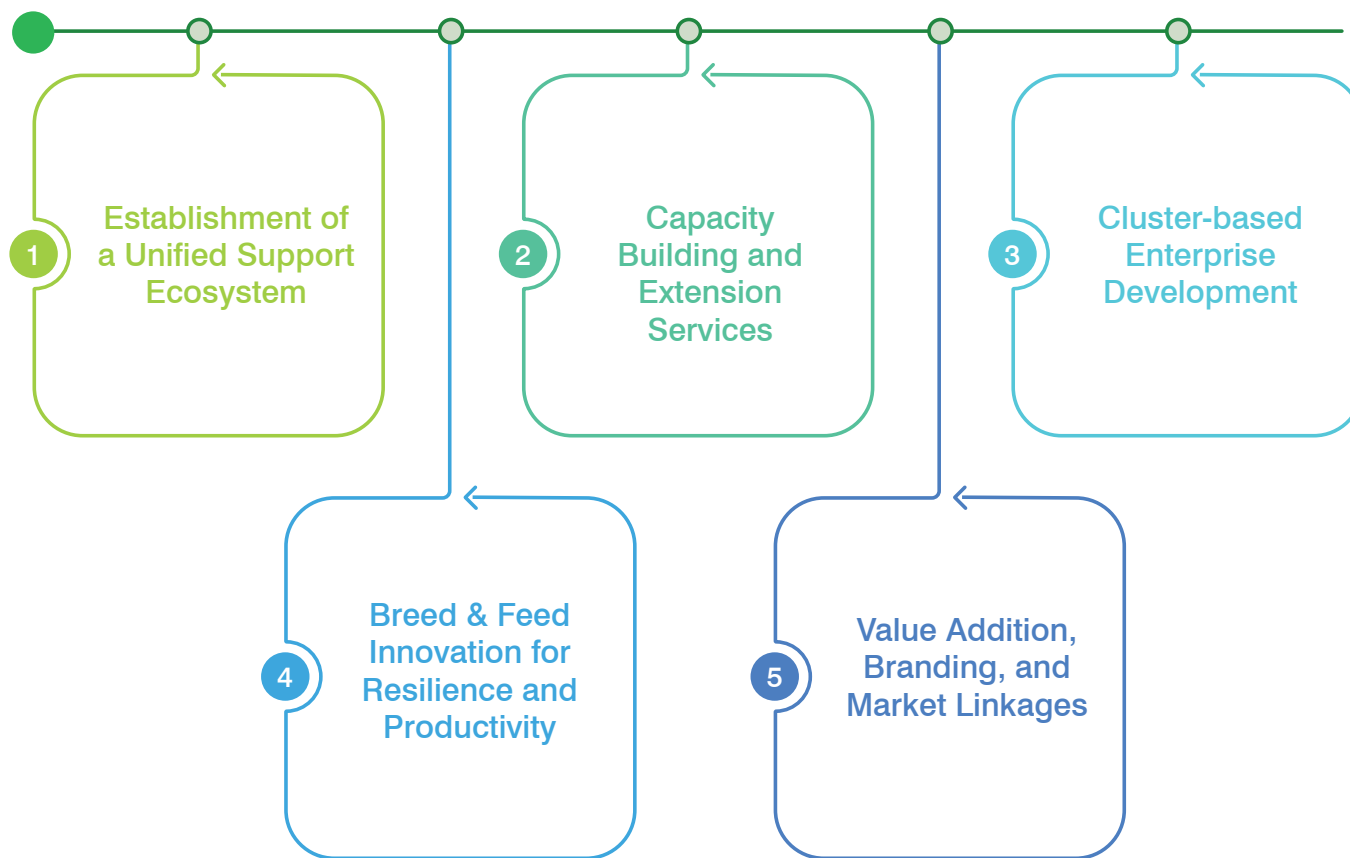 1
Establishment of
a Unified Support
Ecosystem
2
Capacity
Building and
Extension
Services
3
Cluster-based
Enterprise
Development
4
Breed & Feed
Innovation for
Resilience and
Productivity
5
Value Addition,
Branding, and
Market Linkages